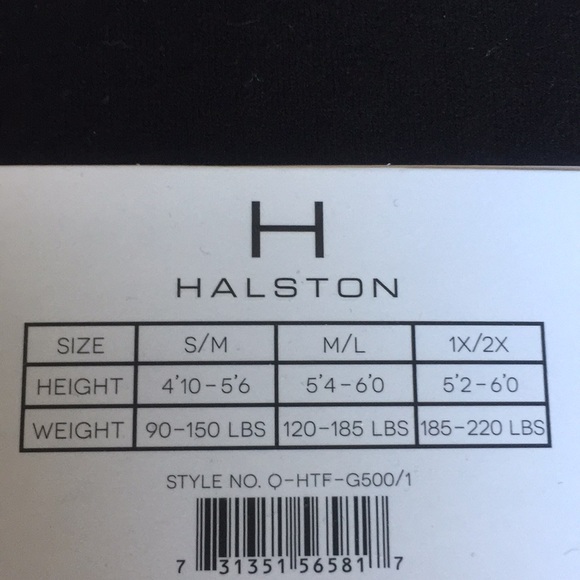 H
HALSTON
SIZE S/M M/L 1X/2X
HEIGHT 4'10-5'6 5'4-6'0 5'2-6'0
WEIGHT 90-150 LBS 120-185 LBS 185-220 LBS
STYLE NO. Q-HTF-G500/1
7 31351 56581 7